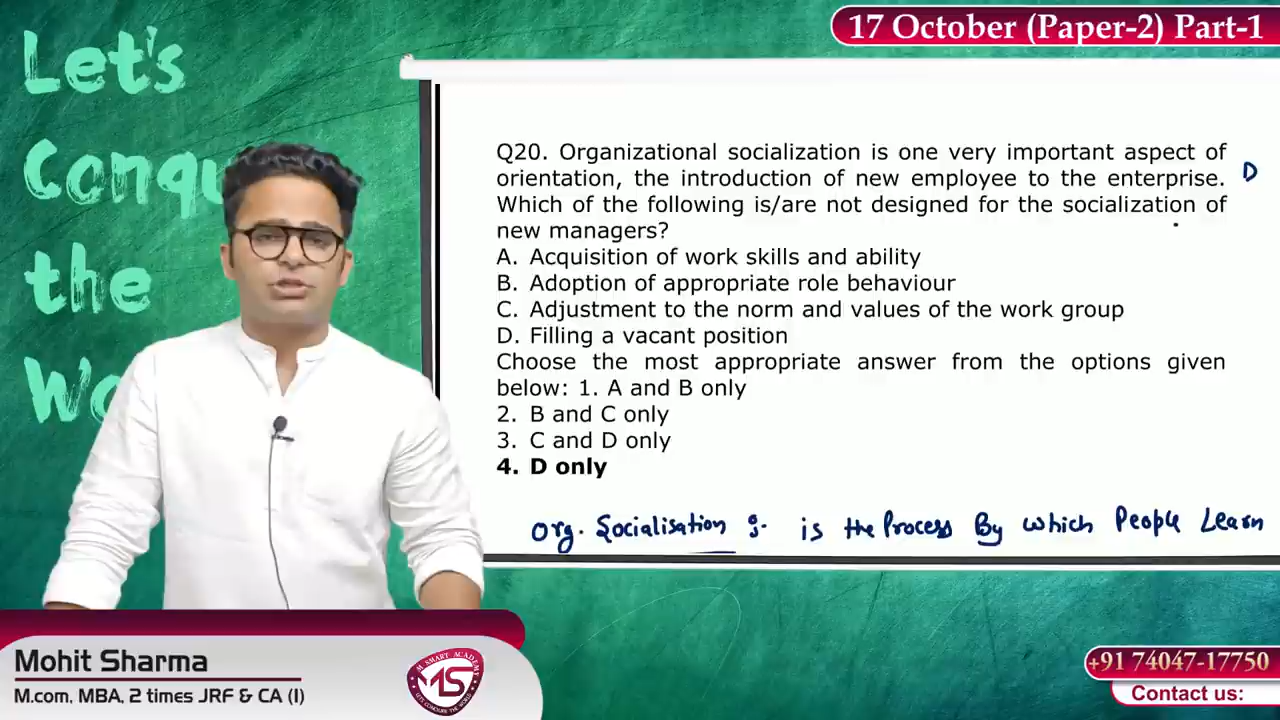 17 October (Paper-2) Part-1
Let's
Conqu
the
Wo
Q20. Organizational socialization is one very important aspect of
orientation, the introduction of new employee to the enterprise.
Which of the following is/are not designed for the socialization of
new managers?
D
A. Acquisition of work skills and ability
B. Adoption of appropriate role behaviour
C. Adjustment to the norm and values of the work group
D. Filling a vacant position
Choose the most appropriate answer from the options given
below: 1. A and B only
2. B and C only
3. C and D only
4. D only
Org. Socialisation :- is the Process By which People Learn
Mohit Sharma
M.com, MBA, 2 times JRF & CA (I)
M SMART ACADEMY
MS
+91 74047-17750
Contact us: